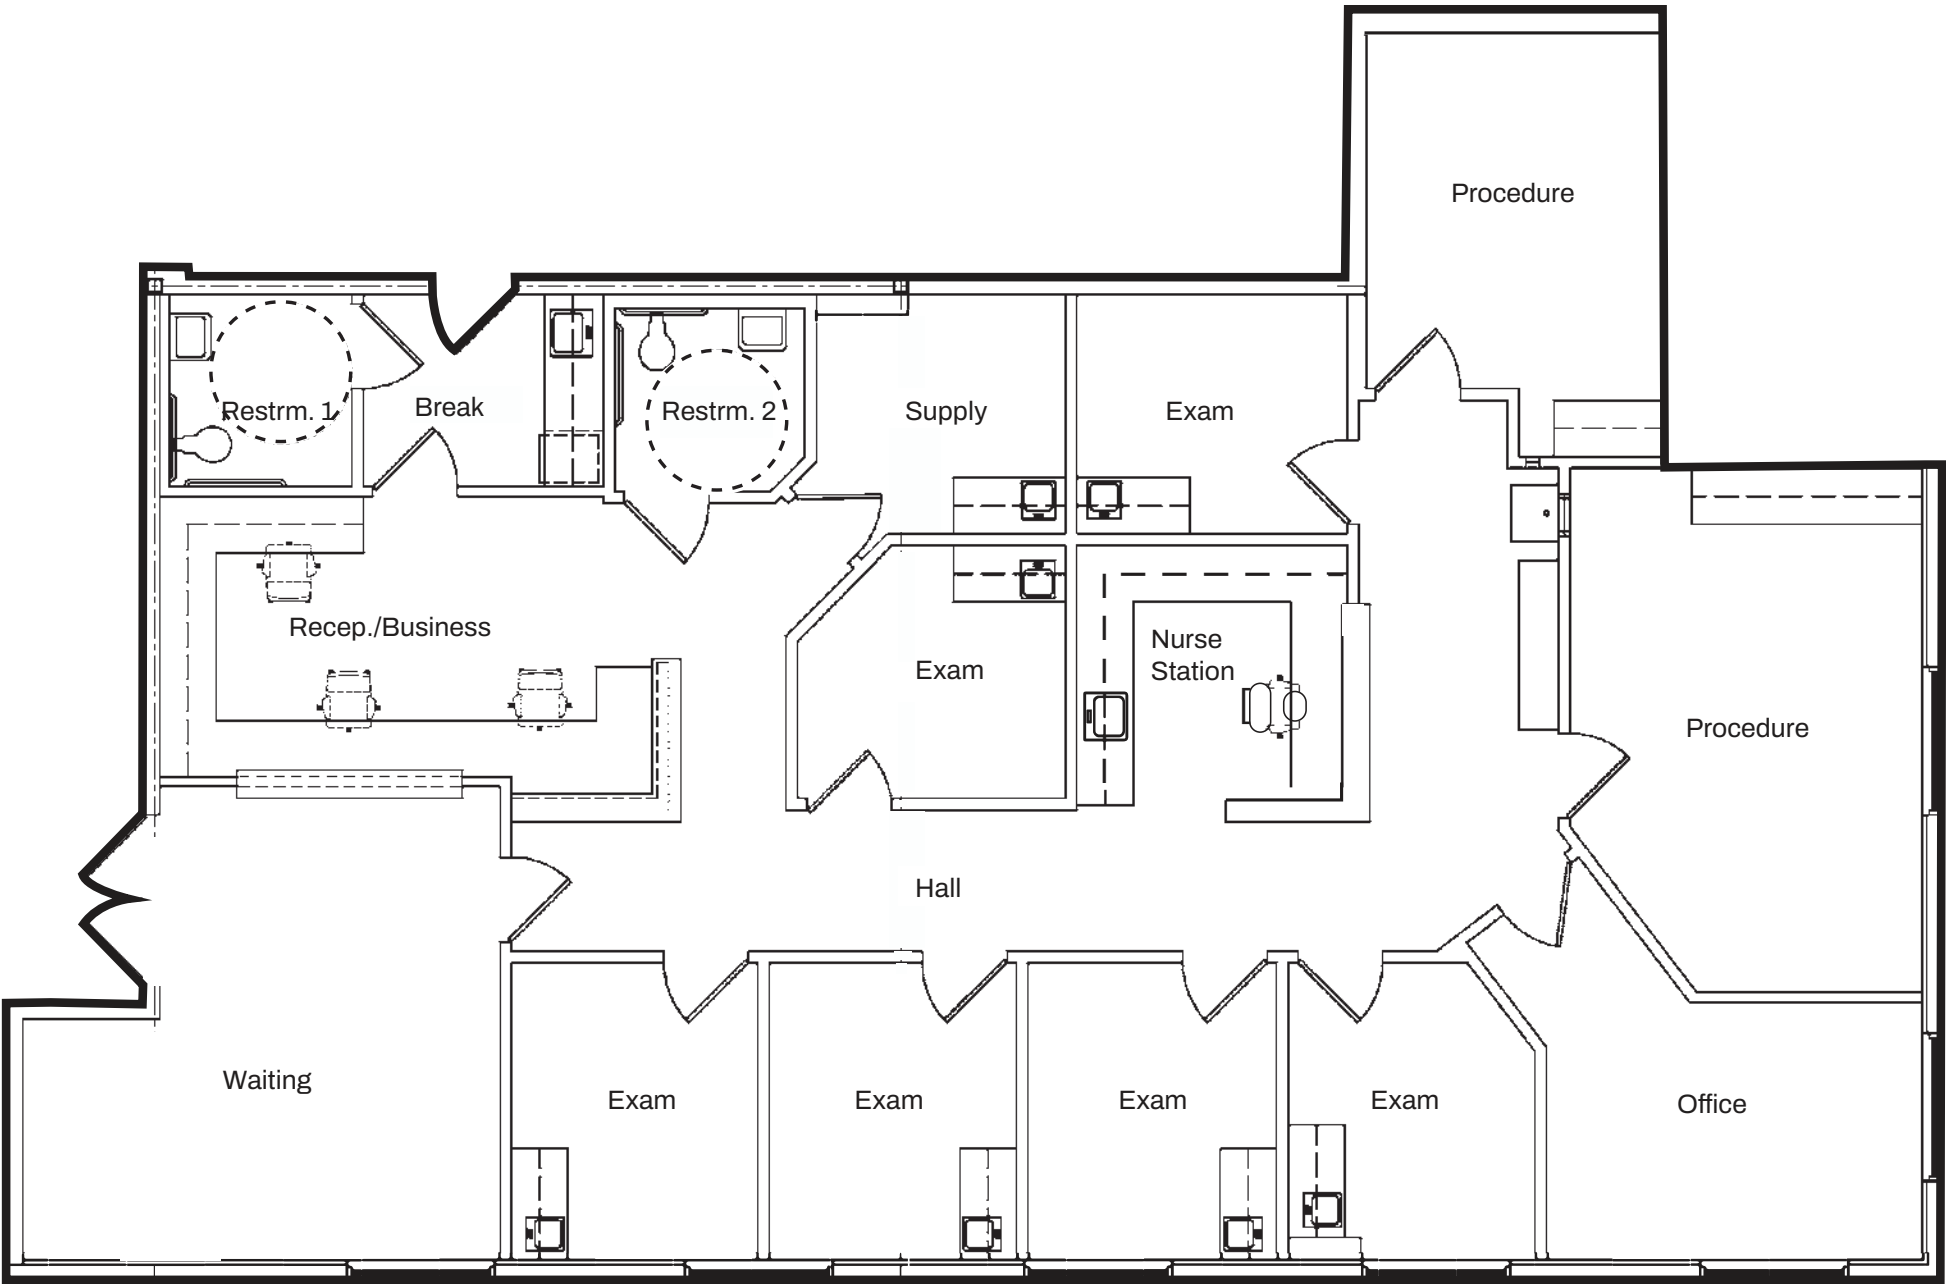 Procedure
Restrm. 1
Break
Restrm. 2
Supply
Exam
Recep./Business
Exam
Nurse
Station
Procedure
Hall
Waiting
Exam
Exam
Exam
Exam
Office